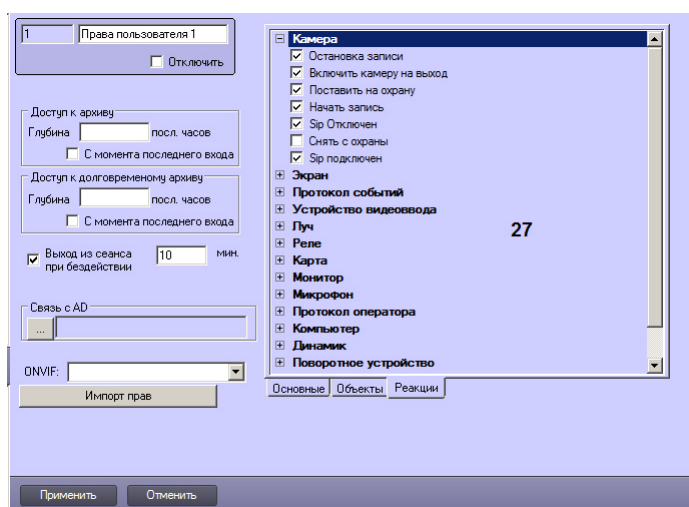 1
Права пользователя 1
Отключить
Доступ к архиву
Глубина посл. часов
С момента последнего входа
Доступ к долговременому архиву
Глубина посл. часов
С момента последнего входа
Выход из сеанса при бездействии 10 мин.
Связь с AD
...
ONVIF:
Импорт прав
Камера
Остановка записи
Включить камеру на выход
Поставить на охрану
Начать запись
Sip Отключен
Снять с охраны
Sip подключен
Экран
Протокол событий
Устройство видеоввода
Луч
27
Реле
Карта
Монитор
Микрофон
Протокол оператора
Компьютер
Динамик
Поворотное устройство
Основные Объекты Реакции
Применить Отменить